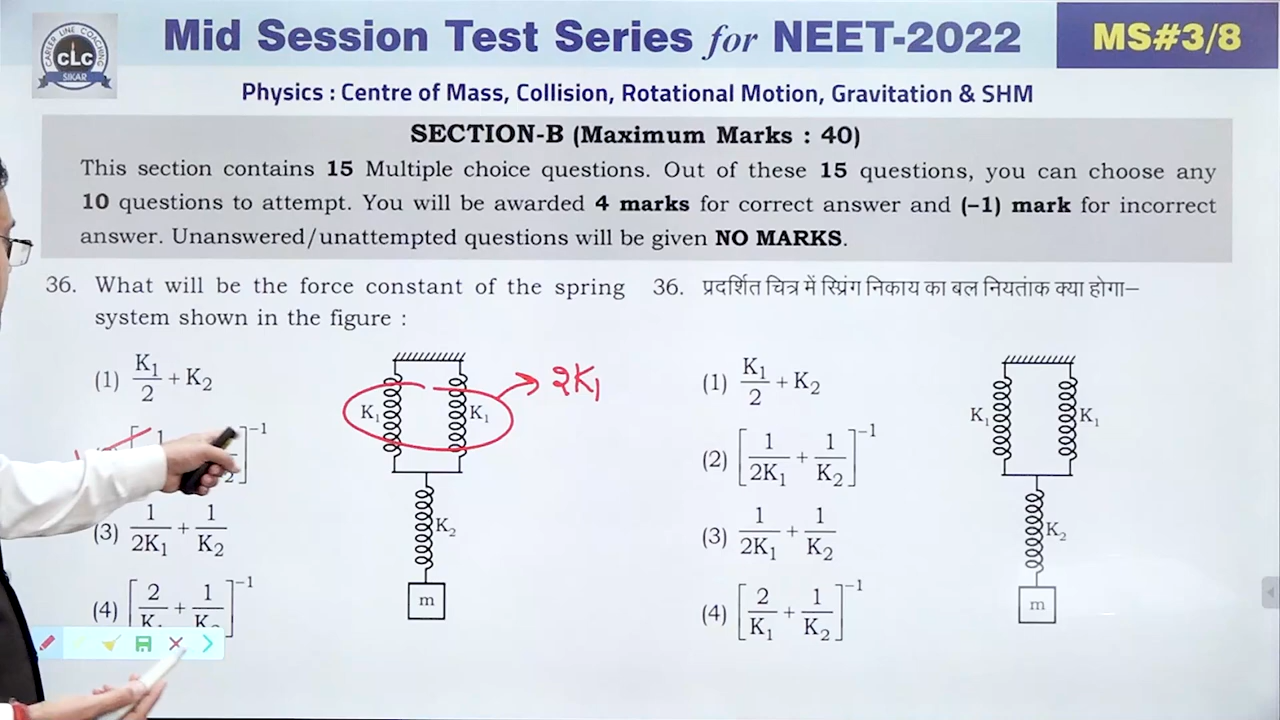 CAREER LINE COACHING
CLC
SIKAR
Mid Session Test Series for NEET-2022
MS#3/8
Physics : Centre of Mass, Collision, Rotational Motion, Gravitation & SHM
SECTION-B (Maximum Marks : 40)
This section contains 15 Multiple choice questions. Out of these 15 questions, you can choose any
10 questions to attempt. You will be awarded 4 marks for correct answer and (–1) mark for incorrect
answer. Unanswered/unattempted questions will be given NO MARKS.
36. What will be the force constant of the spring
system shown in the figure :
(1) K₁/2 + K₂
]⁻¹
(3) 1/2K₁ + 1/K₂
(4) [2/K₁ + 1/K₂]⁻¹
K₁ K₁
2K₁
K₂
m
36. प्रदर्शित चित्र में स्प्रिंग निकाय का बल नियतांक क्या होगा–
(1) K₁/2 + K₂
(2) [1/2K₁ + 1/K₂]⁻¹
(3) 1/2K₁ + 1/K₂
(4) [2/K₁ + 1/K₂]⁻¹
K₁ K₁
K₂
m